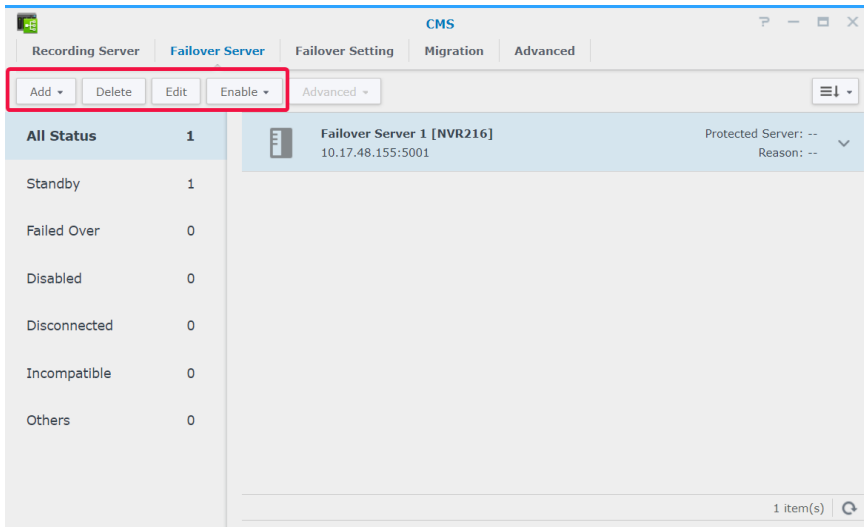 CMS
Recording Server Failover Server Failover Setting Migration Advanced
Add Delete Edit Enable Advanced
All Status 1
Standby 1
Failed Over 0
Disabled 0
Disconnected 0
Incompatible 0
Others 0
Failover Server 1 [NVR216] Protected Server: --
10.17.48.155:5001 Reason: --
1 item(s)